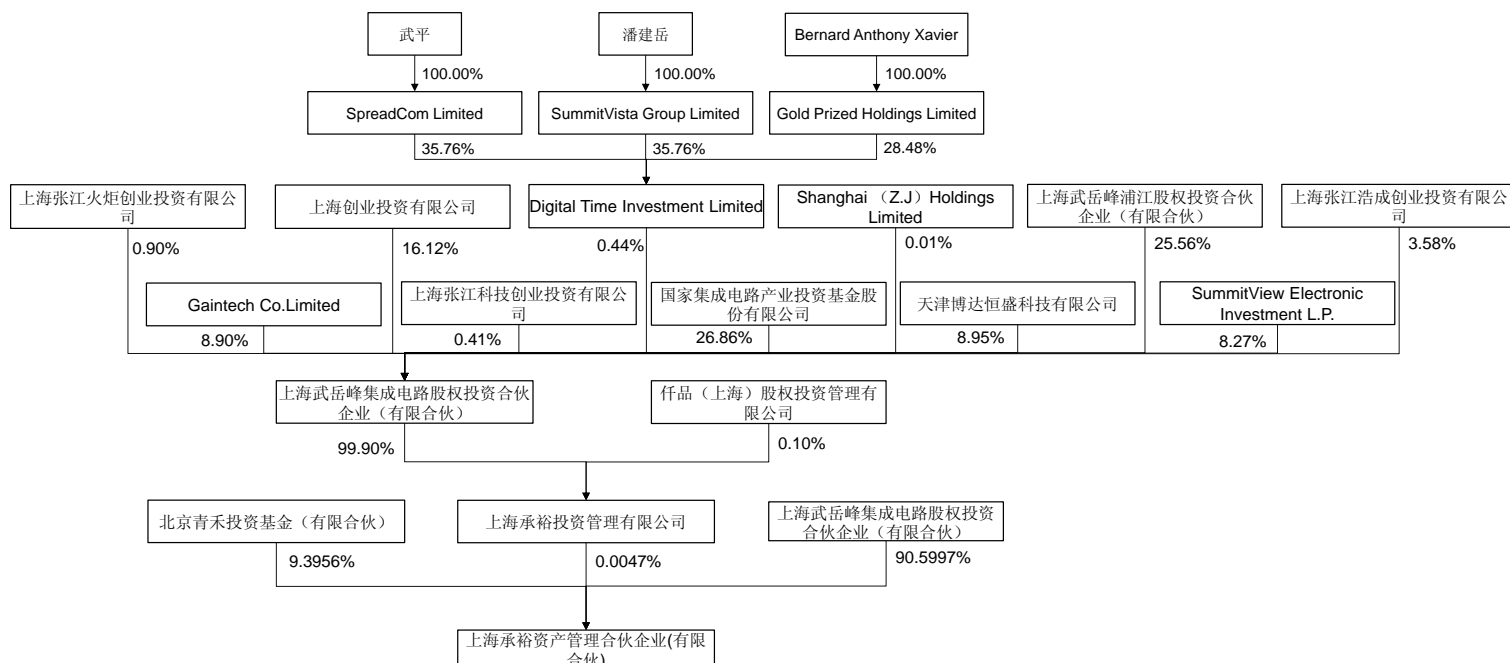 武平
潘建岳
Bernard Anthony Xavier
100.00%
100.00%
100.00%
SpreadCom Limited
SummitVista Group Limited
Gold Prized Holdings Limited
35.76%
35.76%
28.48%
上海张江火炬创业投资有限公
司
上海创业投资有限公司
Digital Time Investment Limited
Shanghai （Z.J）Holdings
Limited
上海武岳峰浦江股权投资合伙
企业（有限合伙）
上海张江浩成创业投资有限公
司
0.90%
16.12%
0.44%
0.01%
25.56%
3.58%
Gaintech Co.Limited
上海张江科技创业投资有限公
司
国家集成电路产业投资基金股
份有限公司
天津博达恒盛科技有限公司
SummitView Electronic
Investment L.P.
8.90%
0.41%
26.86%
8.95%
8.27%
上海武岳峰集成电路股权投资合伙
企业（有限合伙）
仟品（上海）股权投资管理有
限公司
99.90%
0.10%
北京青禾投资基金（有限合伙）
上海承裕投资管理有限公司
上海武岳峰集成电路股权投资
合伙企业（有限合伙）
9.3956%
0.0047%
90.5997%
上海承裕资产管理合伙企业(有限
合伙)